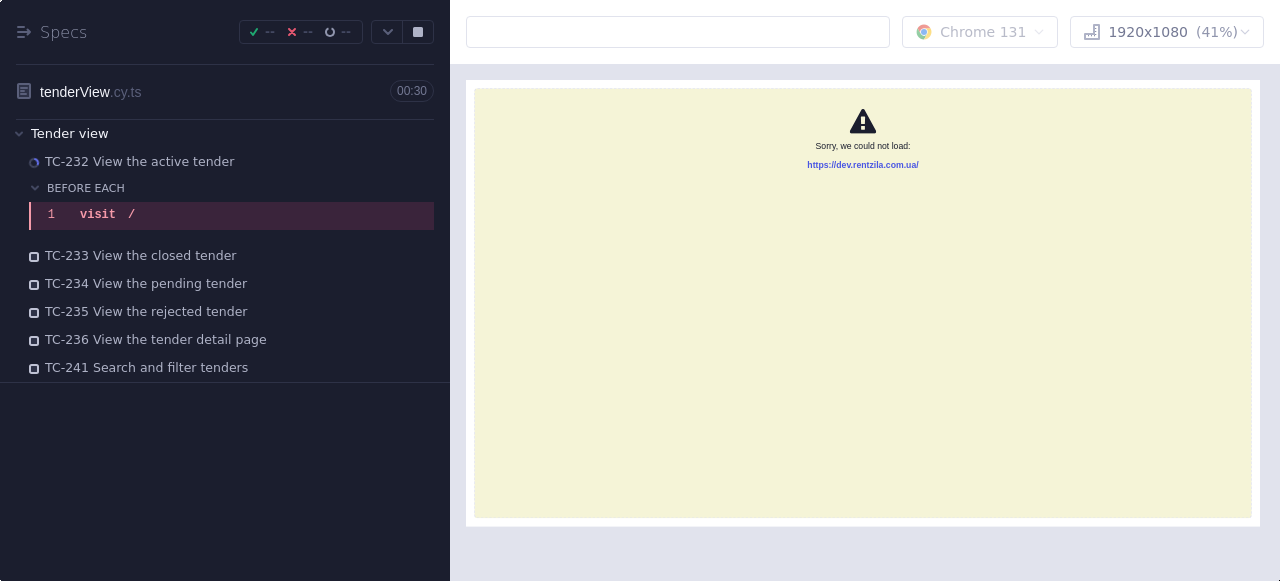 Specs
--
--
--
tenderView.cy.ts
00:30
Tender view
TC-232 View the active tender
BEFORE EACH
1 visit /
TC-233 View the closed tender
TC-234 View the pending tender
TC-235 View the rejected tender
TC-236 View the tender detail page
TC-241 Search and filter tenders
Chrome 131
1920x1080 (41%)
Sorry, we could not load:
https://dev.rentzila.com.ua/